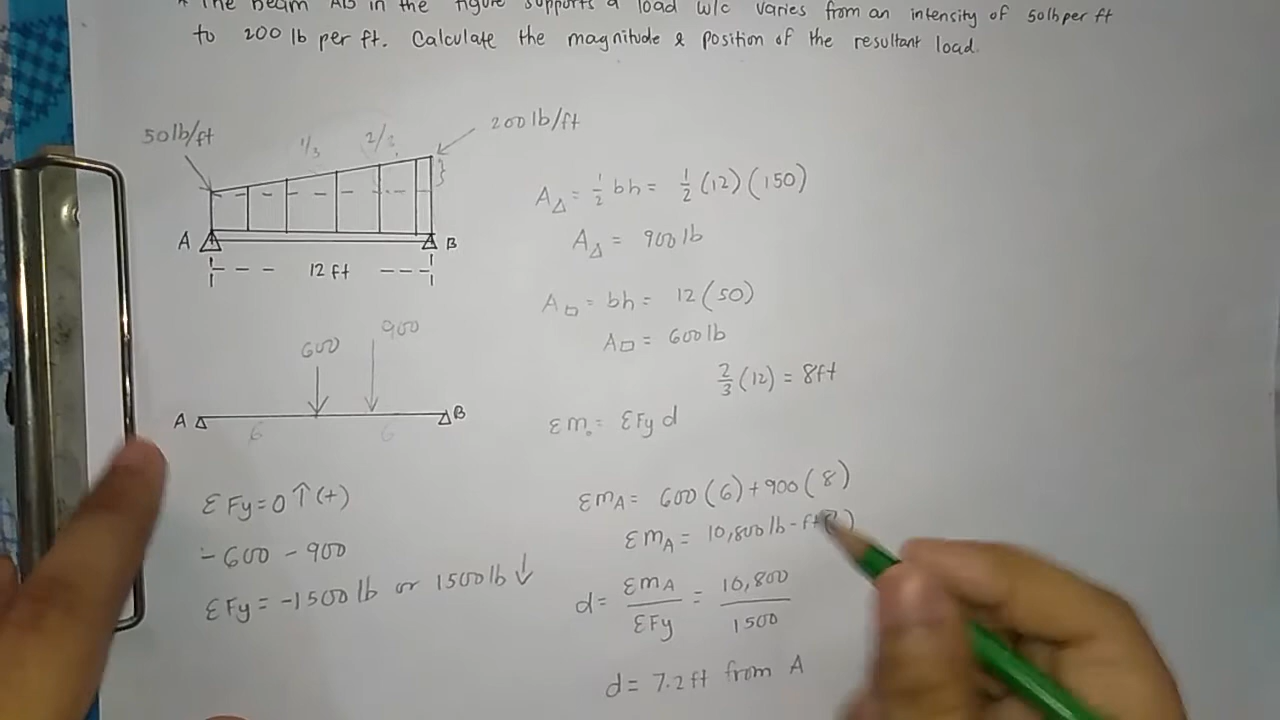 * The beam AB in the figure supports a load w/c varies from an intensity of 50 lb per ft
to 200 lb per ft. Calculate the magnitude & position of the resultant load.
50 lb/ft
1/3
2/3
200 lb/ft
A
B
12 ft
A△ = 1/2 bh = 1/2 (12)(150)
A△ = 900 lb
A□ = bh = 12 (50)
A□ = 600 lb
2/3 (12) = 8ft
600
900
A
B
6
6
ΣM₀ = ΣFy d
ΣFy = 0 ↑(+)
- 600 - 900
ΣFy = -1500 lb or 1500 lb ↓
ΣMA = 600 (6) + 900 (8)
ΣMA = 10,800 lb-ft
d = ΣMA/ΣFy = 10,800/1500
d = 7.2 ft from A